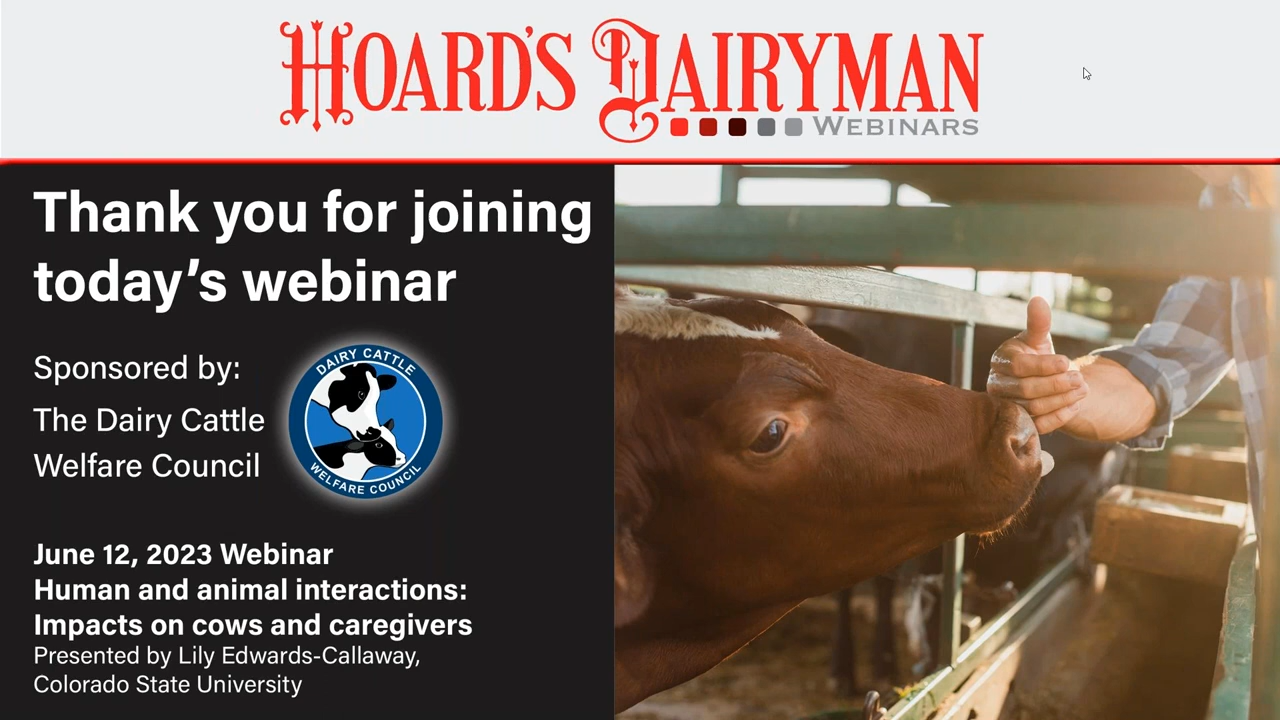 HOARD'S DAIRYMAN
WEBINARS
Thank you for joining
today's webinar
Sponsored by:
The Dairy Cattle
Welfare Council
DAIRY CATTLE
WELFARE COUNCIL
June 12, 2023 Webinar
Human and animal interactions:
Impacts on cows and caregivers
Presented by Lily Edwards-Callaway,
Colorado State University